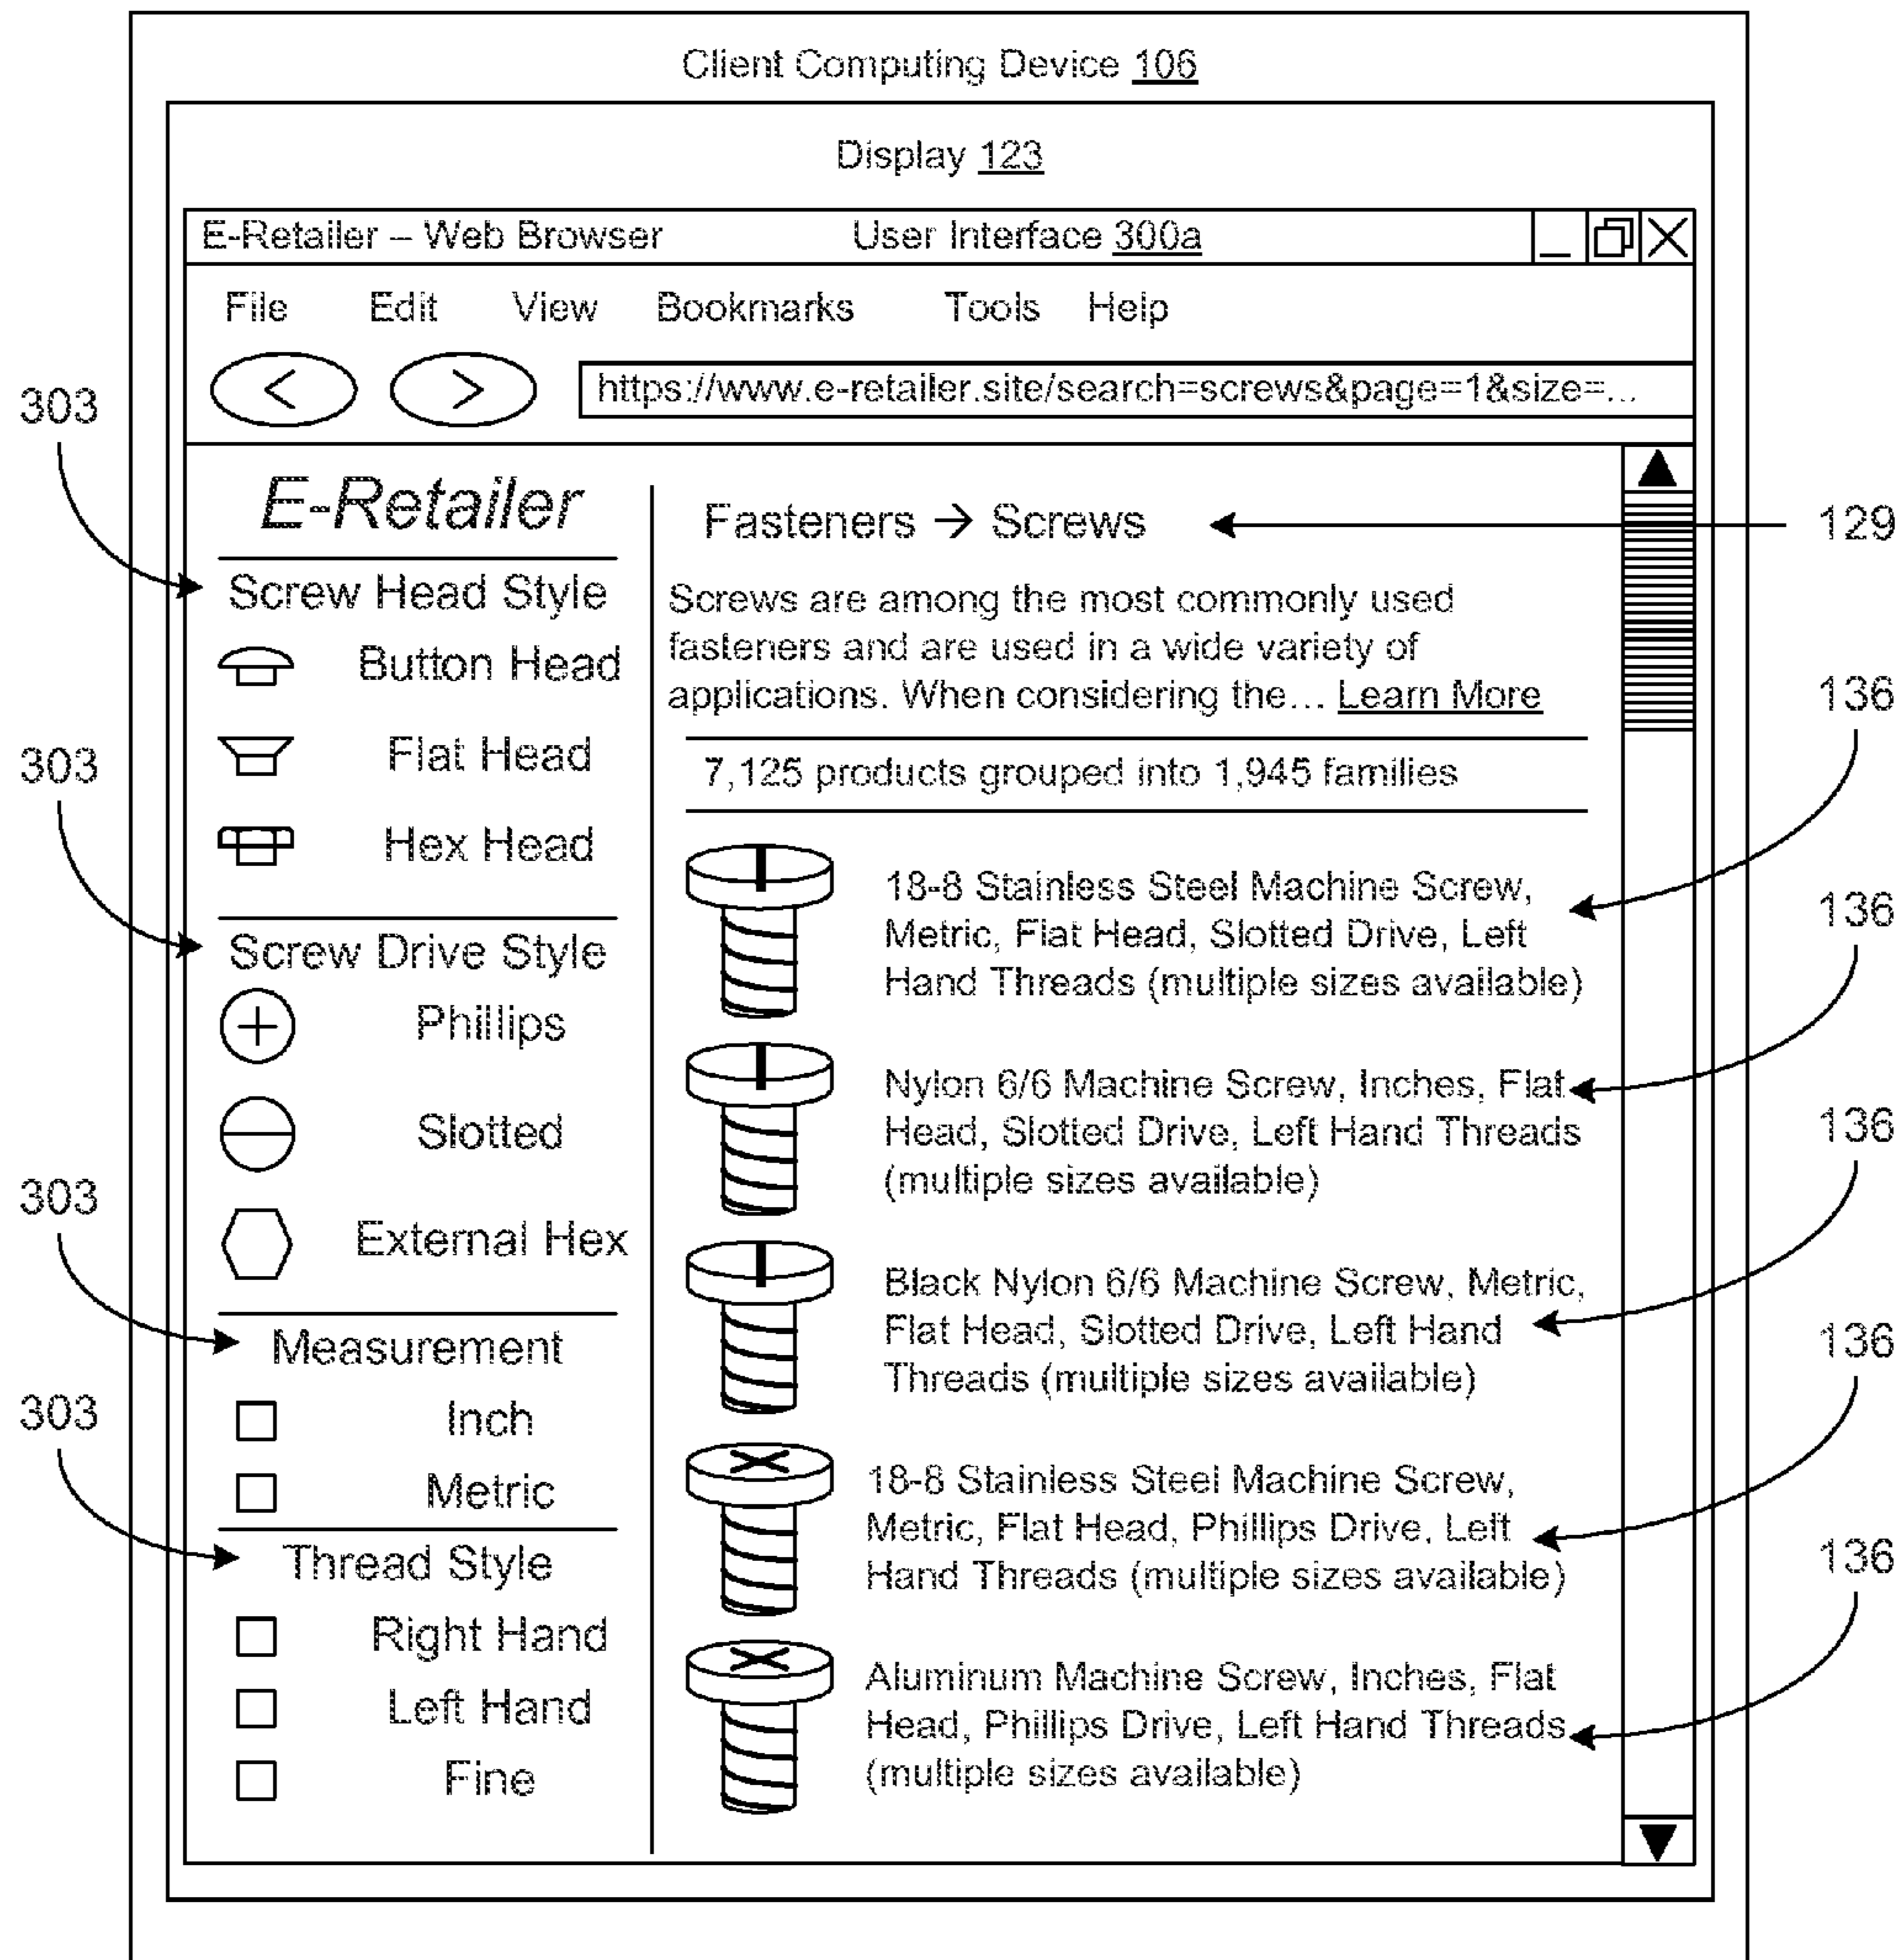 Client Computing Device 106
Display 123
E-Retailer – Web Browser
User Interface 300a
File Edit View Bookmarks Tools Help
https://www.e-retailer.site/search=screws&page=1&size=...
303
E-Retailer
Screw Head Style
Button Head
Flat Head
Hex Head
303
Screw Drive Style
Phillips
Slotted
External Hex
303
Measurement
Inch
Metric
303
Thread Style
Right Hand
Left Hand
Fine
Fasteners → Screws
129
Screws are among the most commonly used
fasteners and are used in a wide variety of
applications. When considering the... Learn More
7,125 products grouped into 1,945 families
136
18-8 Stainless Steel Machine Screw,
Metric, Flat Head, Slotted Drive, Left
Hand Threads (multiple sizes available)
136
Nylon 6/6 Machine Screw, Inches, Flat
Head, Slotted Drive, Left Hand Threads
(multiple sizes available)
136
Black Nylon 6/6 Machine Screw, Metric,
Flat Head, Slotted Drive, Left Hand
Threads (multiple sizes available)
136
18-8 Stainless Steel Machine Screw,
Metric, Flat Head, Phillips Drive, Left
Hand Threads (multiple sizes available)
136
Aluminum Machine Screw, Inches, Flat
Head, Phillips Drive, Left Hand Threads
(multiple sizes available)